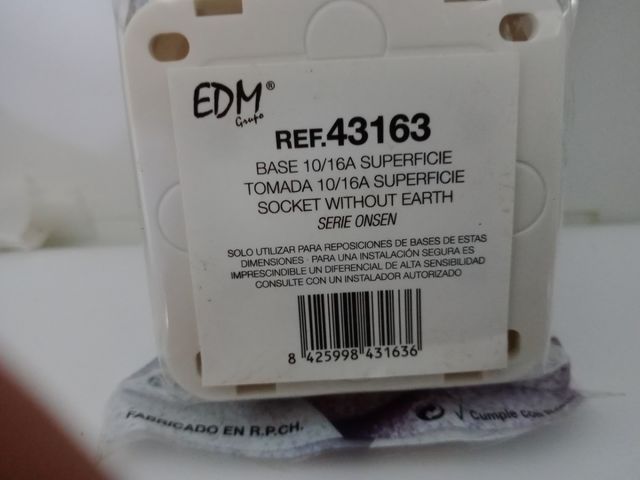 EDM®
Grupo
REF.43163
BASE 10/16A SUPERFICIE
TOMADA 10/16A SUPERFICIE
SOCKET WITHOUT EARTH
SERIE ONSEN
SOLO UTILIZAR PARA REPOSICIONES DE BASES DE ESTAS
DIMENSIONES · PARA UNA INSTALACIÓN SEGURA ES
IMPRESCINDIBLE UN DIFERENCIAL DE ALTA SENSIBILIDAD
CONSULTE CON UN INSTALADOR AUTORIZADO
8 425998 431636
FABRICADO EN R.P.CH.
√ Cumple con